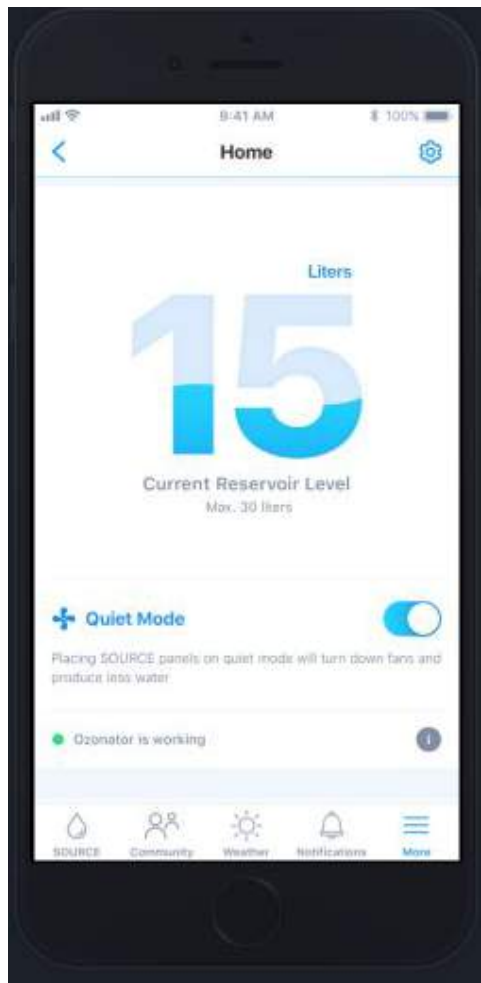 9:41 AM
100%
Home
Liters
15
Current Reservoir Level
Max. 30 liters
Quiet Mode
Placing SOURCE panels on quiet mode will turn down fans and
produce less water
Ozonator is working
i
SOURCE
Community
Weather
Notifications
More